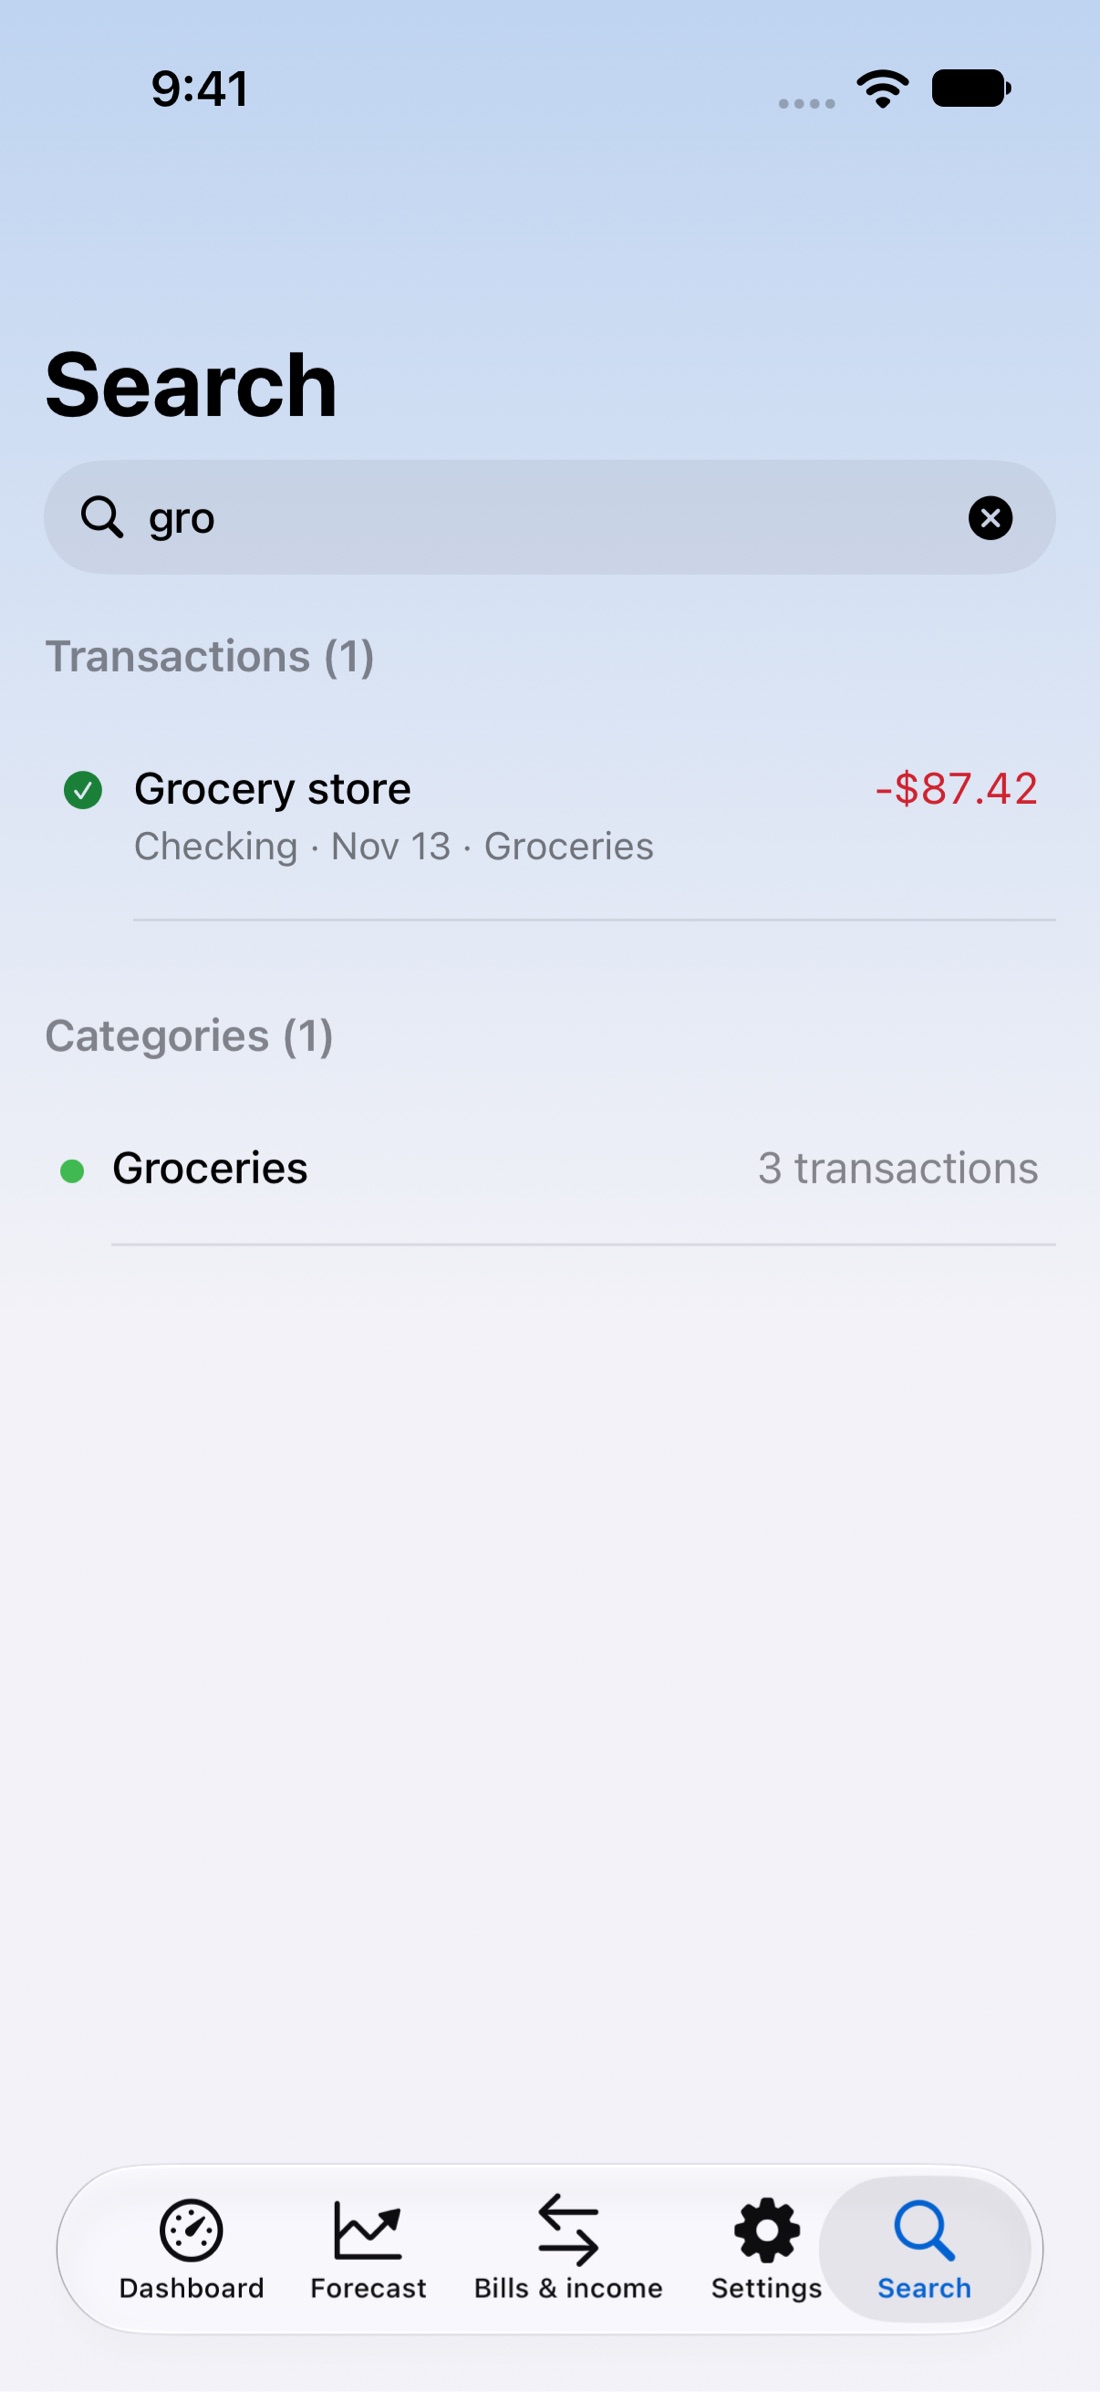 9:41
Search
gro
Transactions (1)
Grocery store -$87.42
Checking · Nov 13 · Groceries
Categories (1)
Groceries 3 transactions
Dashboard Forecast Bills & income Settings Search